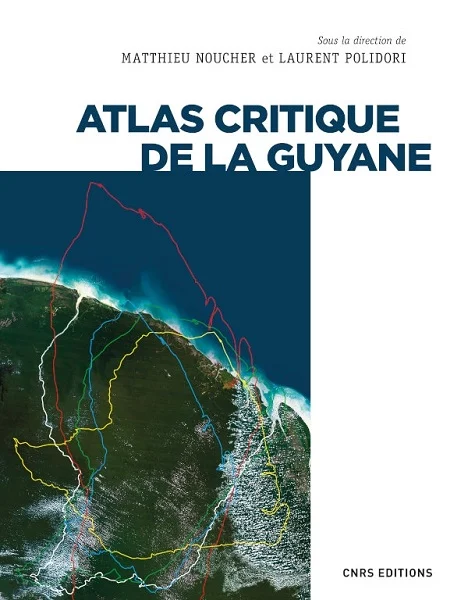 Sous la direction de
MATTHIEU NOUCHER et LAURENT POLIDORI
ATLAS CRITIQUE
DE LA GUYANE
CNRS EDITIONS